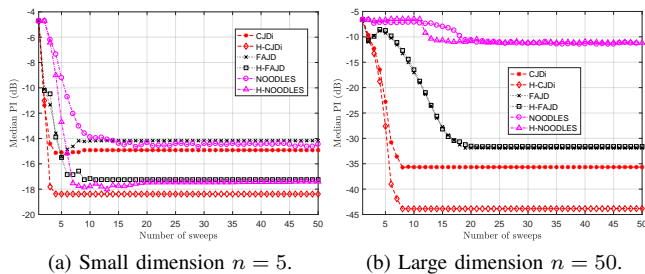 (a)
(b)
Median PI (dB)
-4
-6
-8
-10
-12
-14
-16
-18
-20
5
10
15
20
25
30
35
40
45
50
Number of sweeps
CJDi
H-CJDi
FAJD
H-FAJD
NOODLES
H-NOODLES
Median PI (dB)
-5
-10
-15
-20
-25
-30
-35
-40
-45
5
10
15
20
25
30
35
40
45
50
Number of sweeps
CJDi
H-CJDi
FAJD
H-FAJD
NOODLES
H-NOODLES
(a) Small dimension n = 5.
(b) Large dimension n = 50.